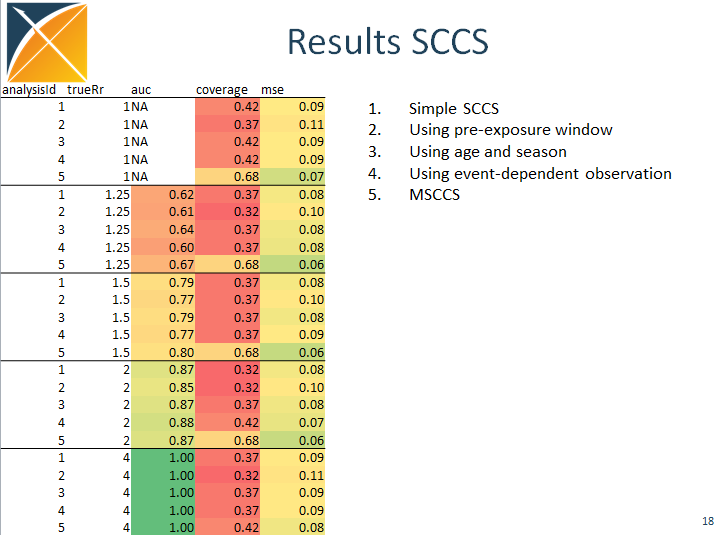 Results SCCS
analysisId trueRr auc coverage mse
1 1 NA 0.42 0.09
2 1 NA 0.37 0.11
3 1 NA 0.42 0.09
4 1 NA 0.42 0.09
5 1 NA 0.68 0.07
1 1.25 0.62 0.37 0.08
2 1.25 0.61 0.32 0.10
3 1.25 0.64 0.37 0.08
4 1.25 0.60 0.37 0.08
5 1.25 0.67 0.68 0.06
1 1.5 0.79 0.37 0.08
2 1.5 0.77 0.37 0.10
3 1.5 0.79 0.37 0.08
4 1.5 0.77 0.37 0.09
5 1.5 0.80 0.68 0.06
1 2 0.87 0.32 0.08
2 2 0.85 0.32 0.10
3 2 0.87 0.37 0.08
4 2 0.88 0.42 0.07
5 2 0.87 0.68 0.06
1 4 1.00 0.37 0.09
2 4 1.00 0.32 0.11
3 4 1.00 0.37 0.09
4 4 1.00 0.37 0.09
5 4 1.00 0.42 0.08
1. Simple SCCS
2. Using pre-exposure window
3. Using age and season
4. Using event-dependent observation
5. MSCCS
18